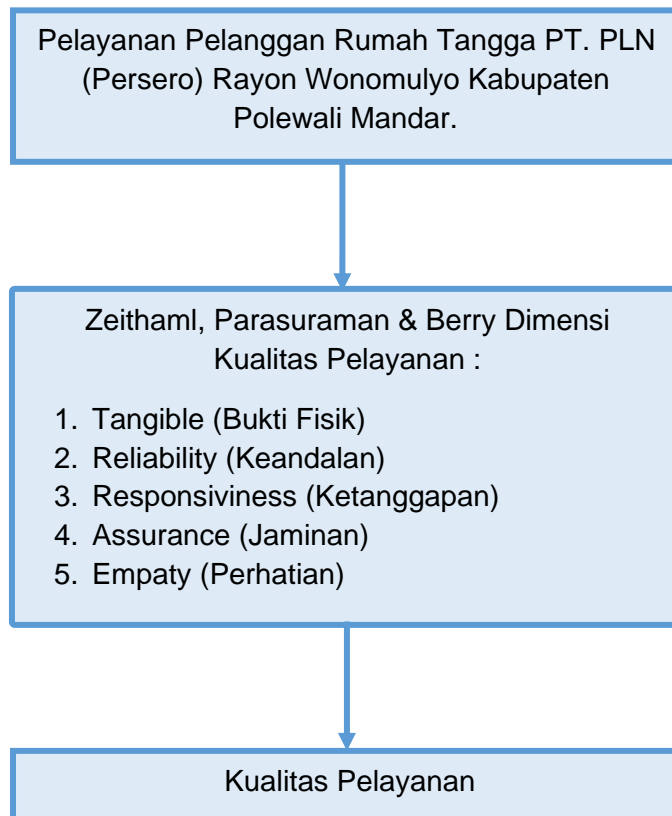 Pelayanan Pelanggan Rumah Tangga PT. PLN
(Persero) Rayon Wonomulyo Kabupaten
Polewali Mandar.
Zeithaml, Parasuraman & Berry Dimensi
Kualitas Pelayanan :
1. Tangible (Bukti Fisik)
2. Reliability (Keandalan)
3. Responsiviness (Ketanggapan)
4. Assurance (Jaminan)
5. Empaty (Perhatian)
Kualitas Pelayanan